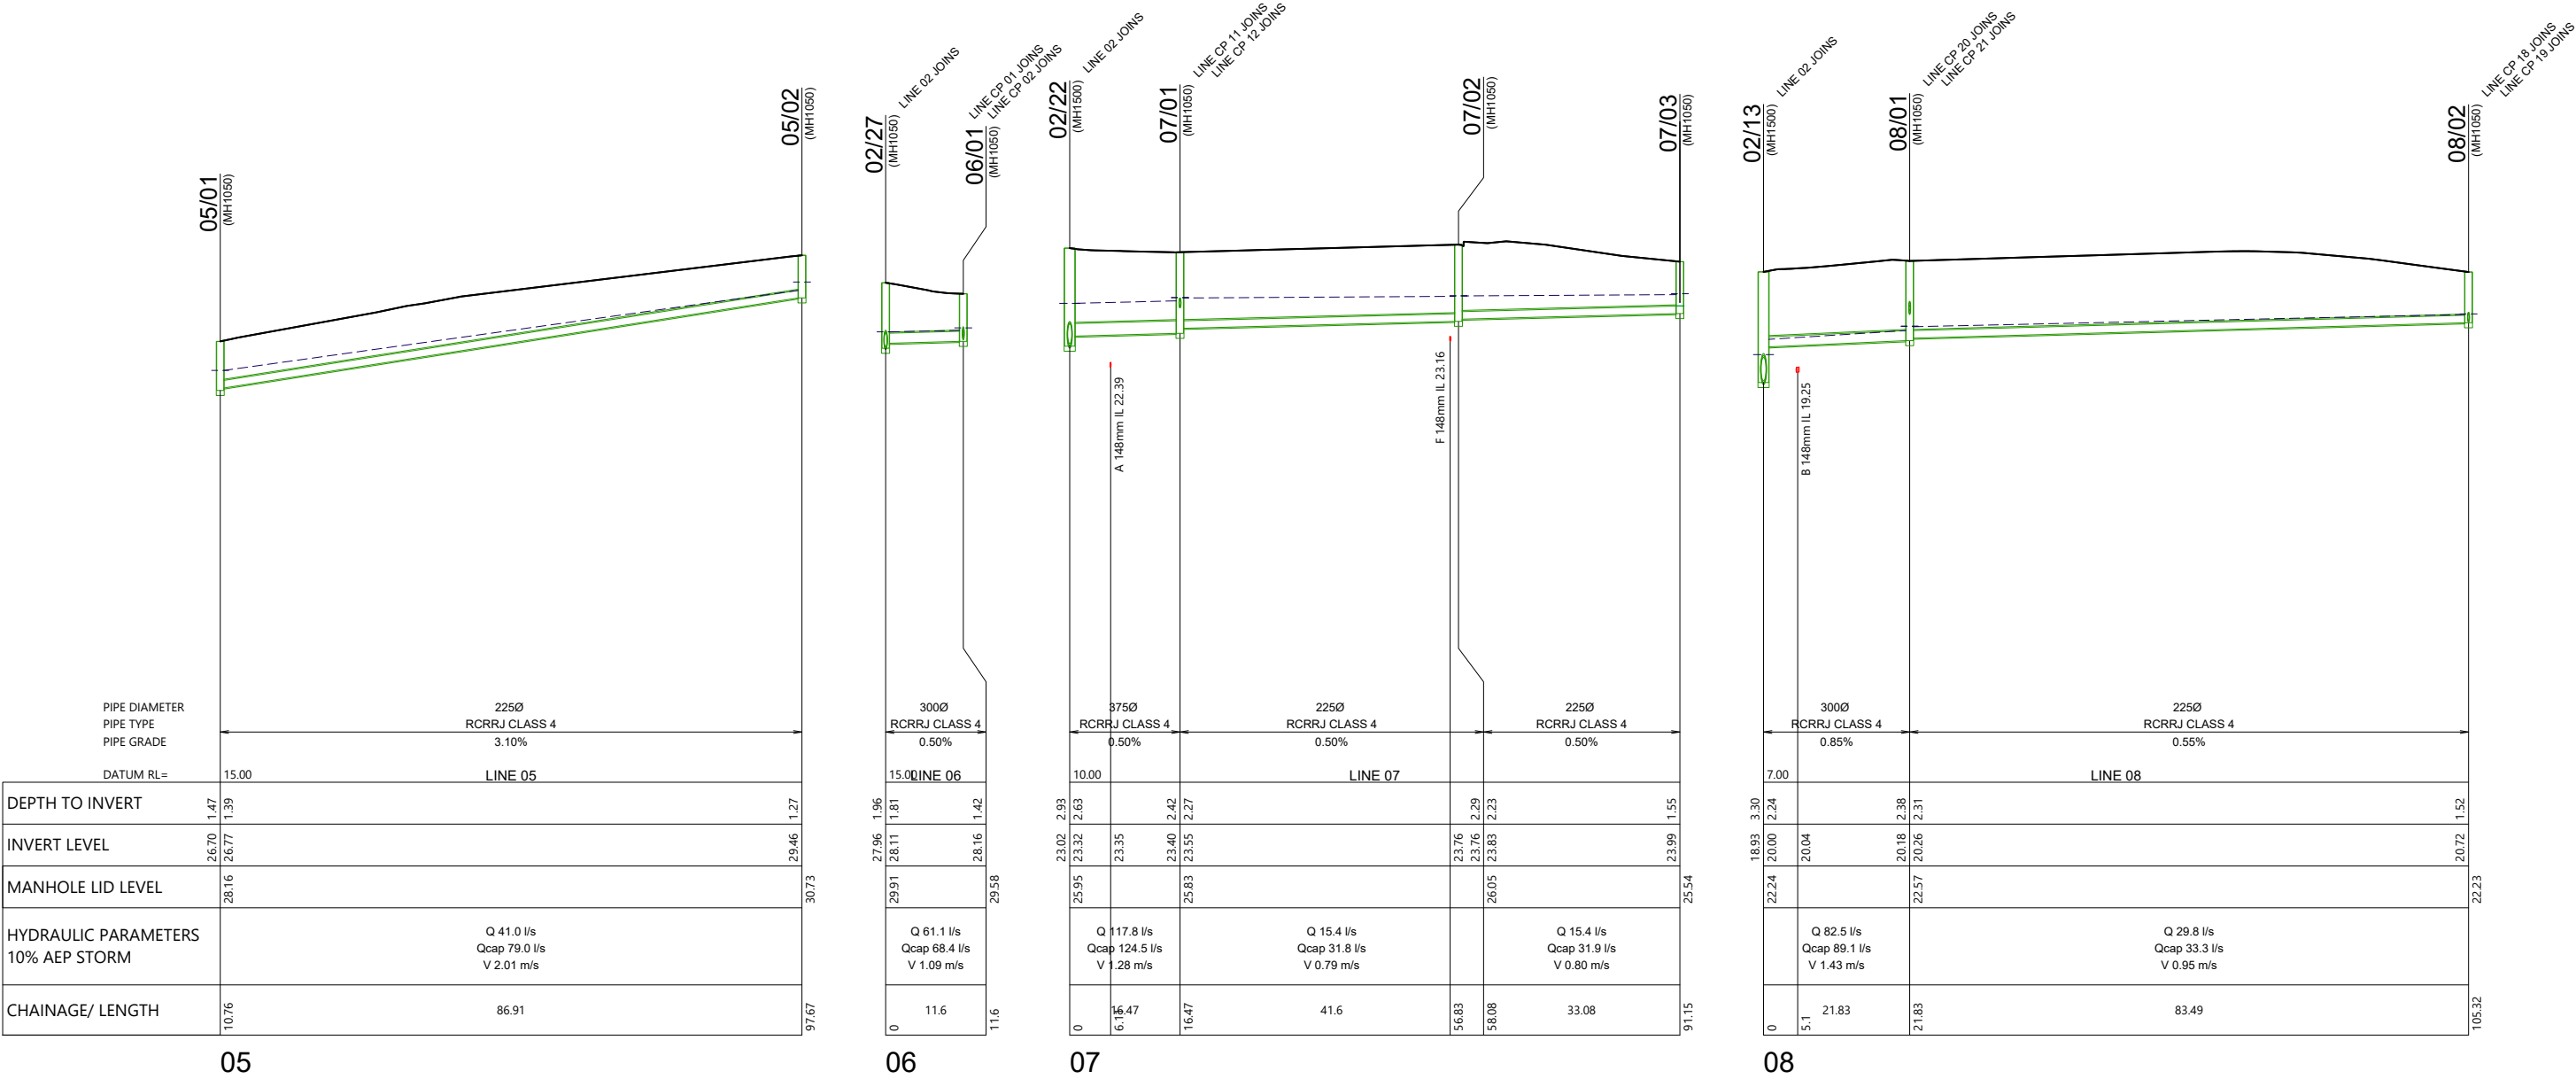 05/01
(MH1050)
05/02
(MH1050)
02/27
(MH1050)
LINE 02 JOINS
06/01
(MH1050)
LINE CP 01 JOINS
LINE CP 02 JOINS
02/22
(MH1500)
LINE 02 JOINS
07/01
(MH1050)
LINE CP 11 JOINS
LINE CP 12 JOINS
07/02
(MH1050)
07/03
(MH1050)
02/13
(MH1500)
LINE 02 JOINS
08/01
(MH1050)
LINE CP 20 JOINS
LINE CP 21 JOINS
08/02
(MH1050)
LINE CP 18 JOINS
LINE CP 19 JOINS
A 148mm IL 22.39
F 148mm IL 23.16
B 148mm IL 19.25
PIPE DIAMETER 225Ø 300Ø 375Ø 225Ø 225Ø 300Ø 225Ø
PIPE TYPE RCRRJ CLASS 4 RCRRJ CLASS 4 RCRRJ CLASS 4 RCRRJ CLASS 4 RCRRJ CLASS 4 RCRRJ CLASS 4 RCRRJ CLASS 4
PIPE GRADE 3.10% 0.50% 0.50% 0.50% 0.50% 0.85% 0.55%
DATUM RL= 15.00 LINE 05 15.00 LINE 06 10.00 LINE 07 7.00 LINE 08
DEPTH TO INVERT 1.47 1.39 1.27 1.96 1.81 1.42 2.93 2.63 2.42 2.27 2.29 2.23 1.55 3.30 2.24 2.38 2.31 1.52
INVERT LEVEL 26.70 26.77 29.46 27.96 28.11 28.16 23.02 23.32 23.35 23.40 23.55 23.76 23.76 23.83 23.99 18.93 20.00 20.04 20.18 20.26 20.72
MANHOLE LID LEVEL 28.16 30.73 29.91 29.58 25.95 25.83 26.05 25.54 22.24 22.57 22.23
HYDRAULIC PARAMETERS
10% AEP STORM
Q 41.0 l/s Q 61.1 l/s Q 117.8 l/s Q 15.4 l/s Q 15.4 l/s Q 82.5 l/s Q 29.8 l/s
Qcap 79.0 l/s Qcap 68.4 l/s Qcap 124.5 l/s Qcap 31.8 l/s Qcap 31.9 l/s Qcap 89.1 l/s Qcap 33.3 l/s
V 2.01 m/s V 1.09 m/s V 1.28 m/s V 0.79 m/s V 0.80 m/s V 1.43 m/s V 0.95 m/s
CHAINAGE/ LENGTH 10.76 86.91 97.67 0 11.6 11.6 0 16.47 16.47 41.6 56.83 58.08 33.08 91.15 0 5.1 21.83 21.83 83.49 105.32
05 06 07 08